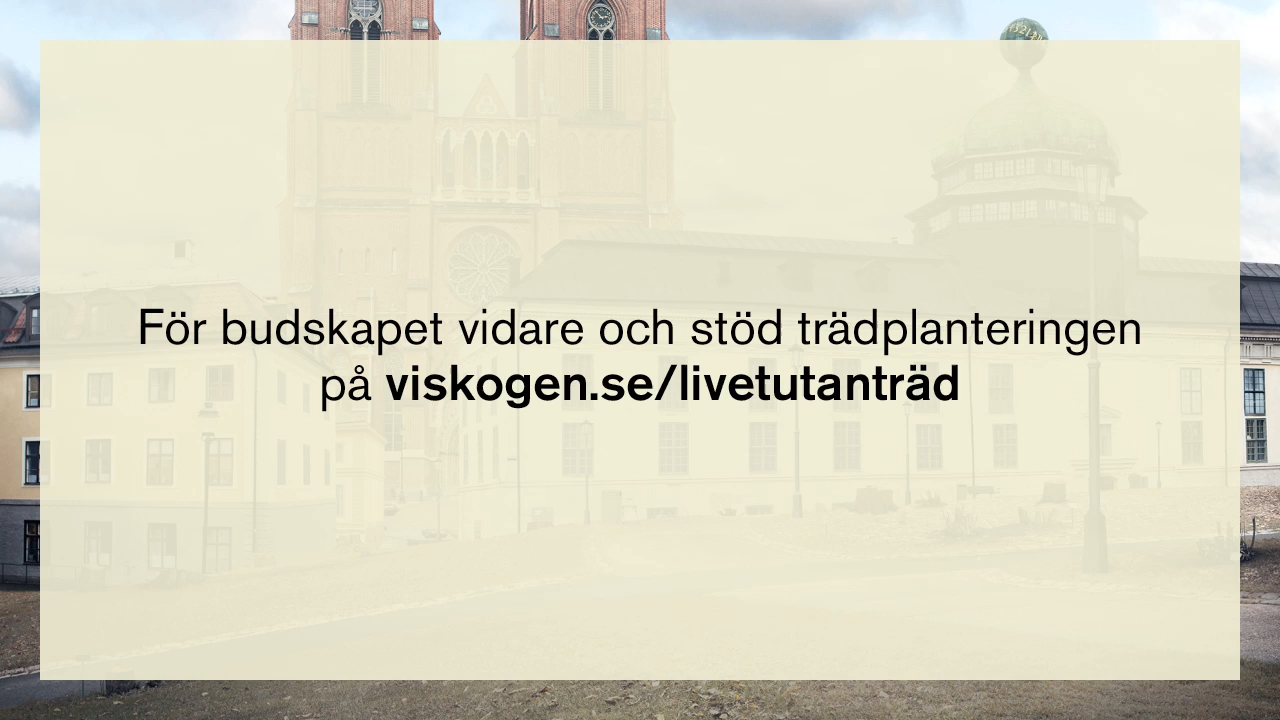 För budskapet vidare och stöd trädplanteringen
på viskogen.se/livetutanträd